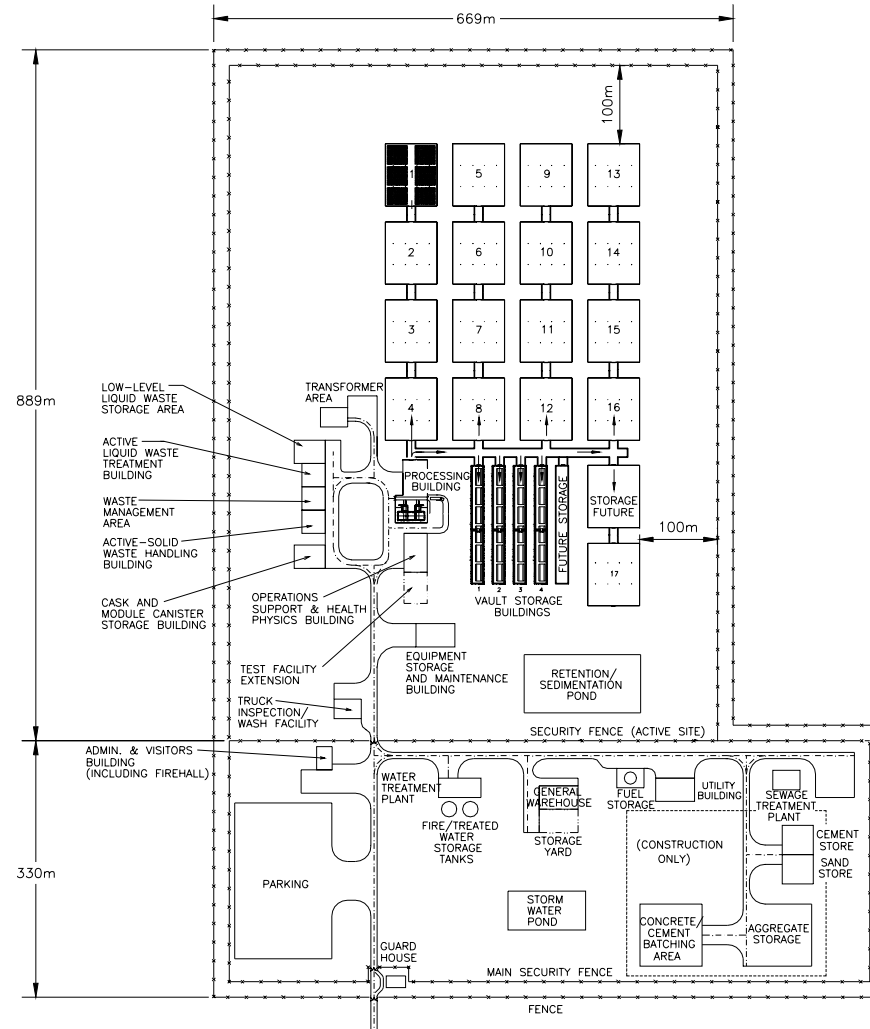 669m
100m
1
5
9
13
2
6
10
14
3
7
11
15
889m
LOW-LEVEL
LIQUID WASTE
STORAGE AREA
TRANSFORMER
AREA
4
8
12
16
ACTIVE
LIQUID WASTE
TREATMENT
BUILDING
PROCESSING
BUILDING
WASTE
MANAGEMENT
AREA
FUTURE STORAGE
STORAGE
FUTURE
100m
ACTIVE-SOLID
WASTE HANDLING
BUILDING
17
CASK AND
MODULE CANISTER
STORAGE BUILDING
OPERATIONS
SUPPORT & HEALTH
PHYSICS BUILDING
1
2
3
4
VAULT STORAGE
BUILDINGS
TEST FACILITY
EXTENSION
EQUIPMENT
STORAGE
AND MAINTENANCE
BUILDING
RETENTION/
SEDIMENTATION
POND
TRUCK
INSPECTION/
WASH FACILITY
SECURITY FENCE (ACTIVE SITE)
ADMIN. & VISITORS
BUILDING
(INCLUDING FIREHALL)
WATER
TREATMENT
PLANT
GENERAL
WAREHOUSE
FUEL
STORAGE
UTILITY
BUILDING
SEWAGE
TREATMENT
PLANT
FIRE/TREATED
WATER
STORAGE
TANKS
STORAGE
YARD
(CONSTRUCTION
ONLY)
CEMENT
STORE
SAND
STORE
330m
PARKING
STORM
WATER
POND
CONCRETE/
CEMENT
BATCHING
AREA
AGGREGATE
STORAGE
GUARD
HOUSE
MAIN SECURITY FENCE
FENCE